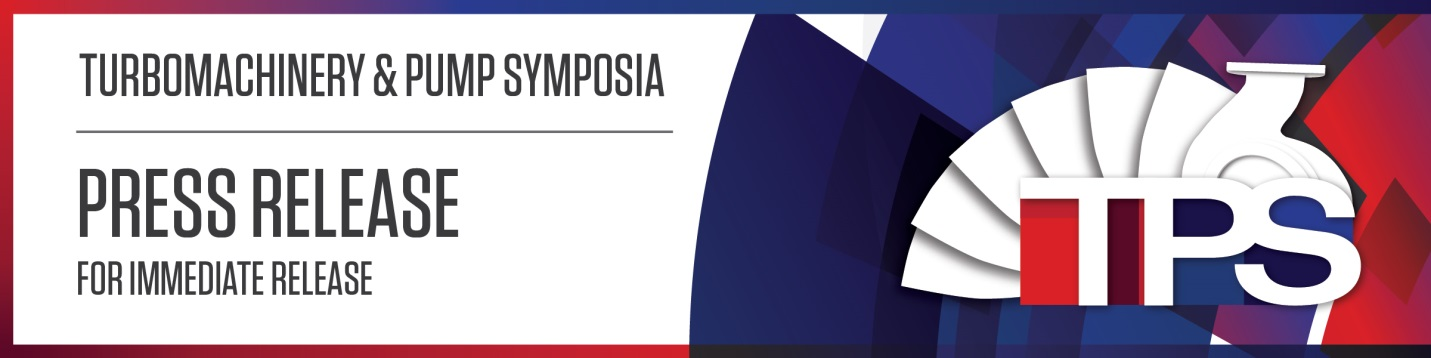 TURBOMACHINERY & PUMP SYMPOSIA
PRESS RELEASE
FOR IMMEDIATE RELEASE
TPS